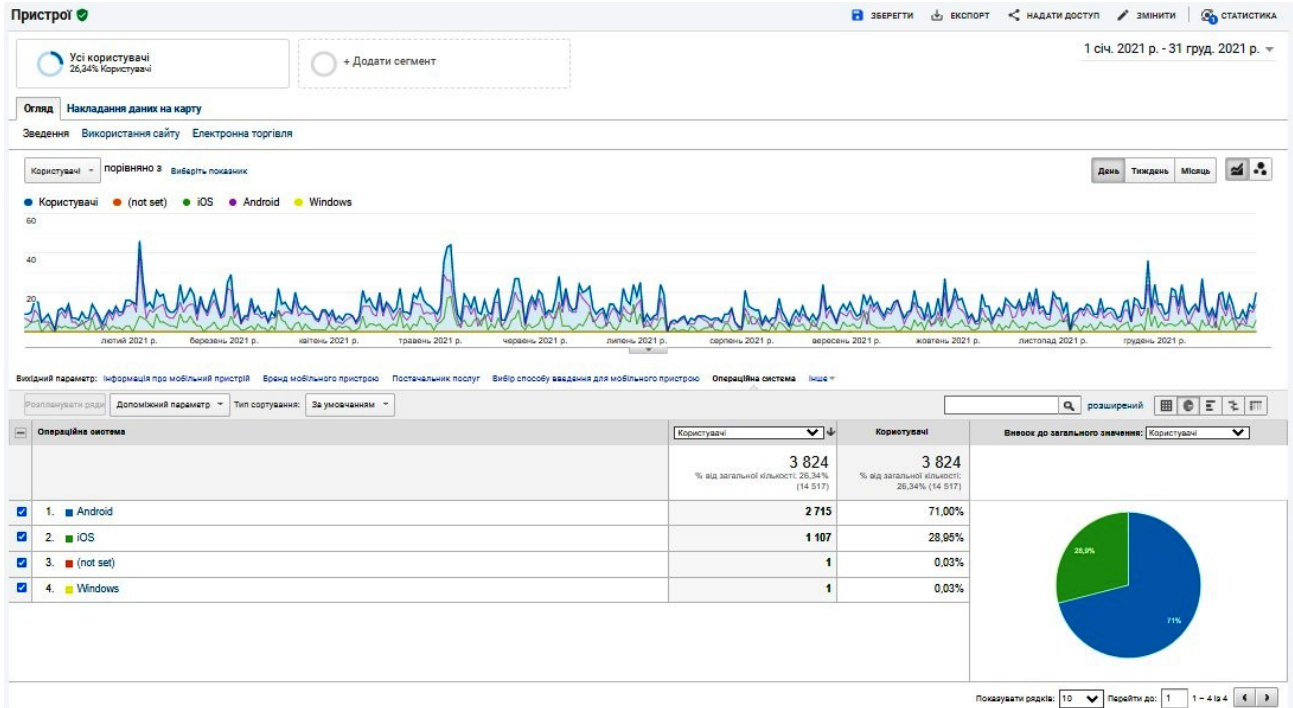 Пристрої
ЗБЕРЕГТИ ЕКСПОРТ НАДАТИ ДОСТУП ЗМІНИТИ СТАТИСТИКА
1
Усі користувачі
26,34% Користувачі
+ Додати сегмент
1 січ. 2021 р. - 31 груд. 2021 р.
Огляд Накладання даних на карту
Зведення Використання сайту Електронна торгівля
Користувачі порівняно з Виберіть показник
День Тиждень Місяць
Користувачі (not set) iOS Android Windows
60
40
20
лютий 2021 р. березень 2021 р. квітень 2021 р. травень 2021 р. червень 2021 р. липень 2021 р. серпень 2021 р. вересень 2021 р. жовтень 2021 р. листопад 2021 р. грудень 2021 р.
Вихідний параметр: Інформація про мобільний пристрій Бренд мобільного пристрою Постачальник послуг Вибір способу введення для мобільного пристрою Операційна система Інше
Розпланувати ряди Допоміжний параметр Тип сортування: За умовчанням розширений
Операційна система Користувачі Користувачі Внесок до загального значення: Користувачі
3 824 3 824
% від загальної кількості: 26,34% % від загальної кількості:
(14 517) 26,34% (14 517)
1. Android 2 715 71,00%
2. iOS 1 107 28,95%
3. (not set) 1 0,03%
4. Windows 1 0,03%
28,9%
71%
Показувати рядків: 10 Перейти до: 1 1 – 4 із 4